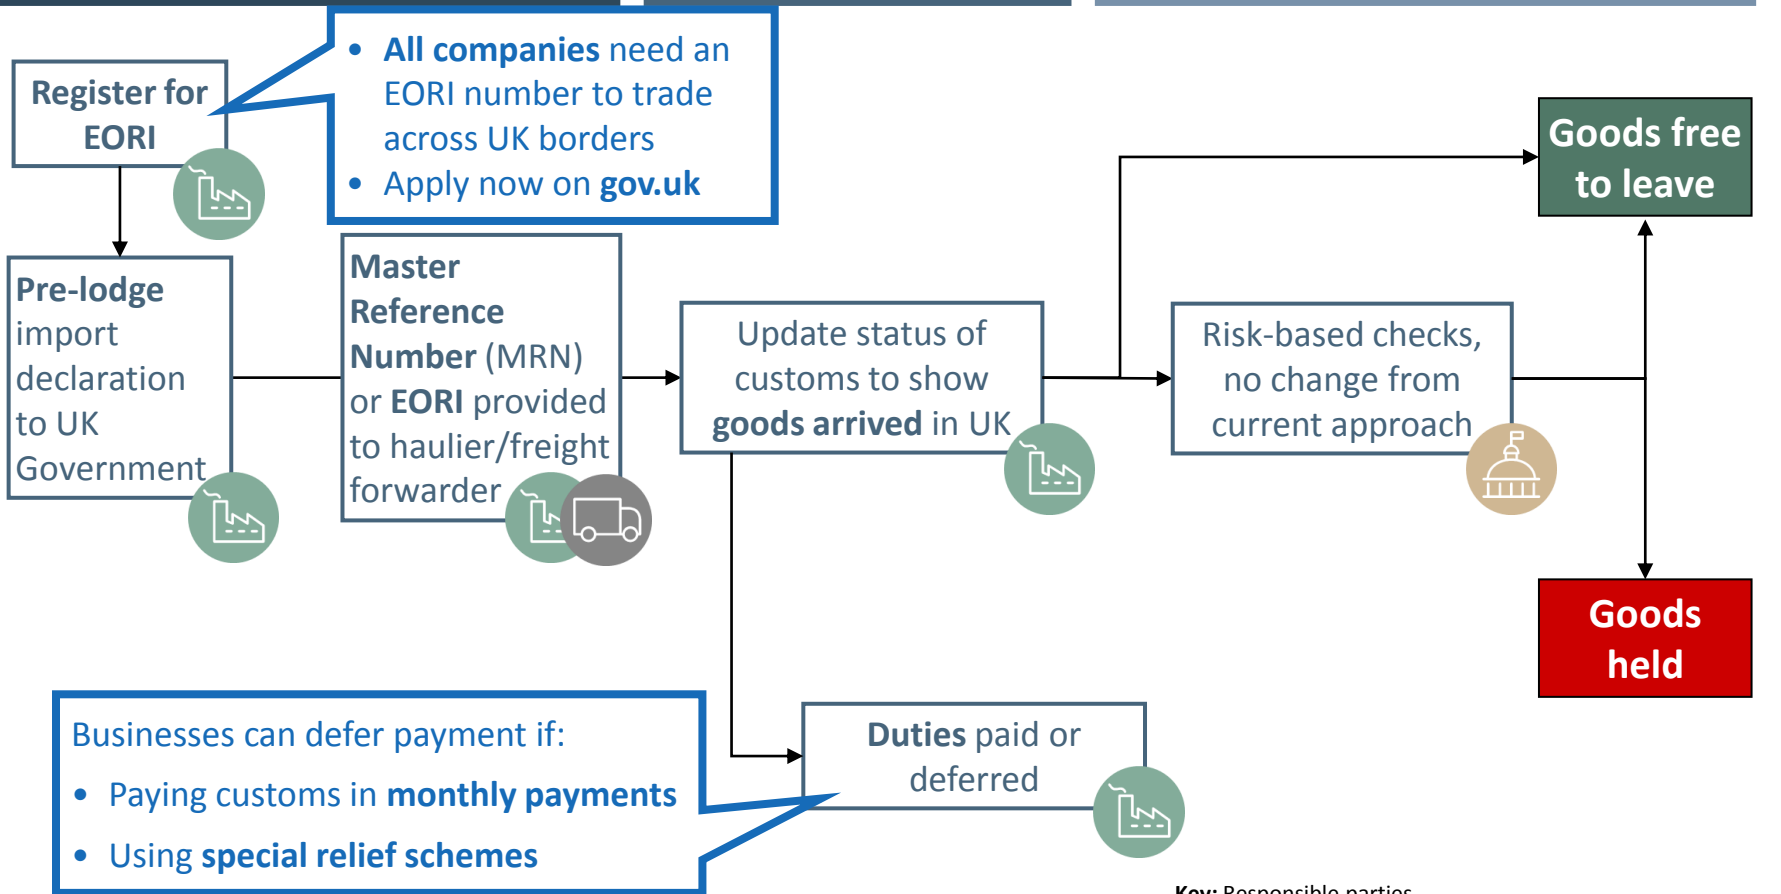 Register for
EORI
• All companies need an
EORI number to trade
across UK borders
• Apply now on gov.uk
Pre-lodge
import
declaration
to UK
Government
Master
Reference
Number (MRN)
or EORI provided
to haulier/freight
forwarder
Update status of
customs to show
goods arrived in UK
Risk-based checks,
no change from
current approach
Goods free
to leave
Goods
held
Businesses can defer payment if:
• Paying customs in monthly payments
• Using special relief schemes
Duties paid or
deferred
Key: Responsible parties